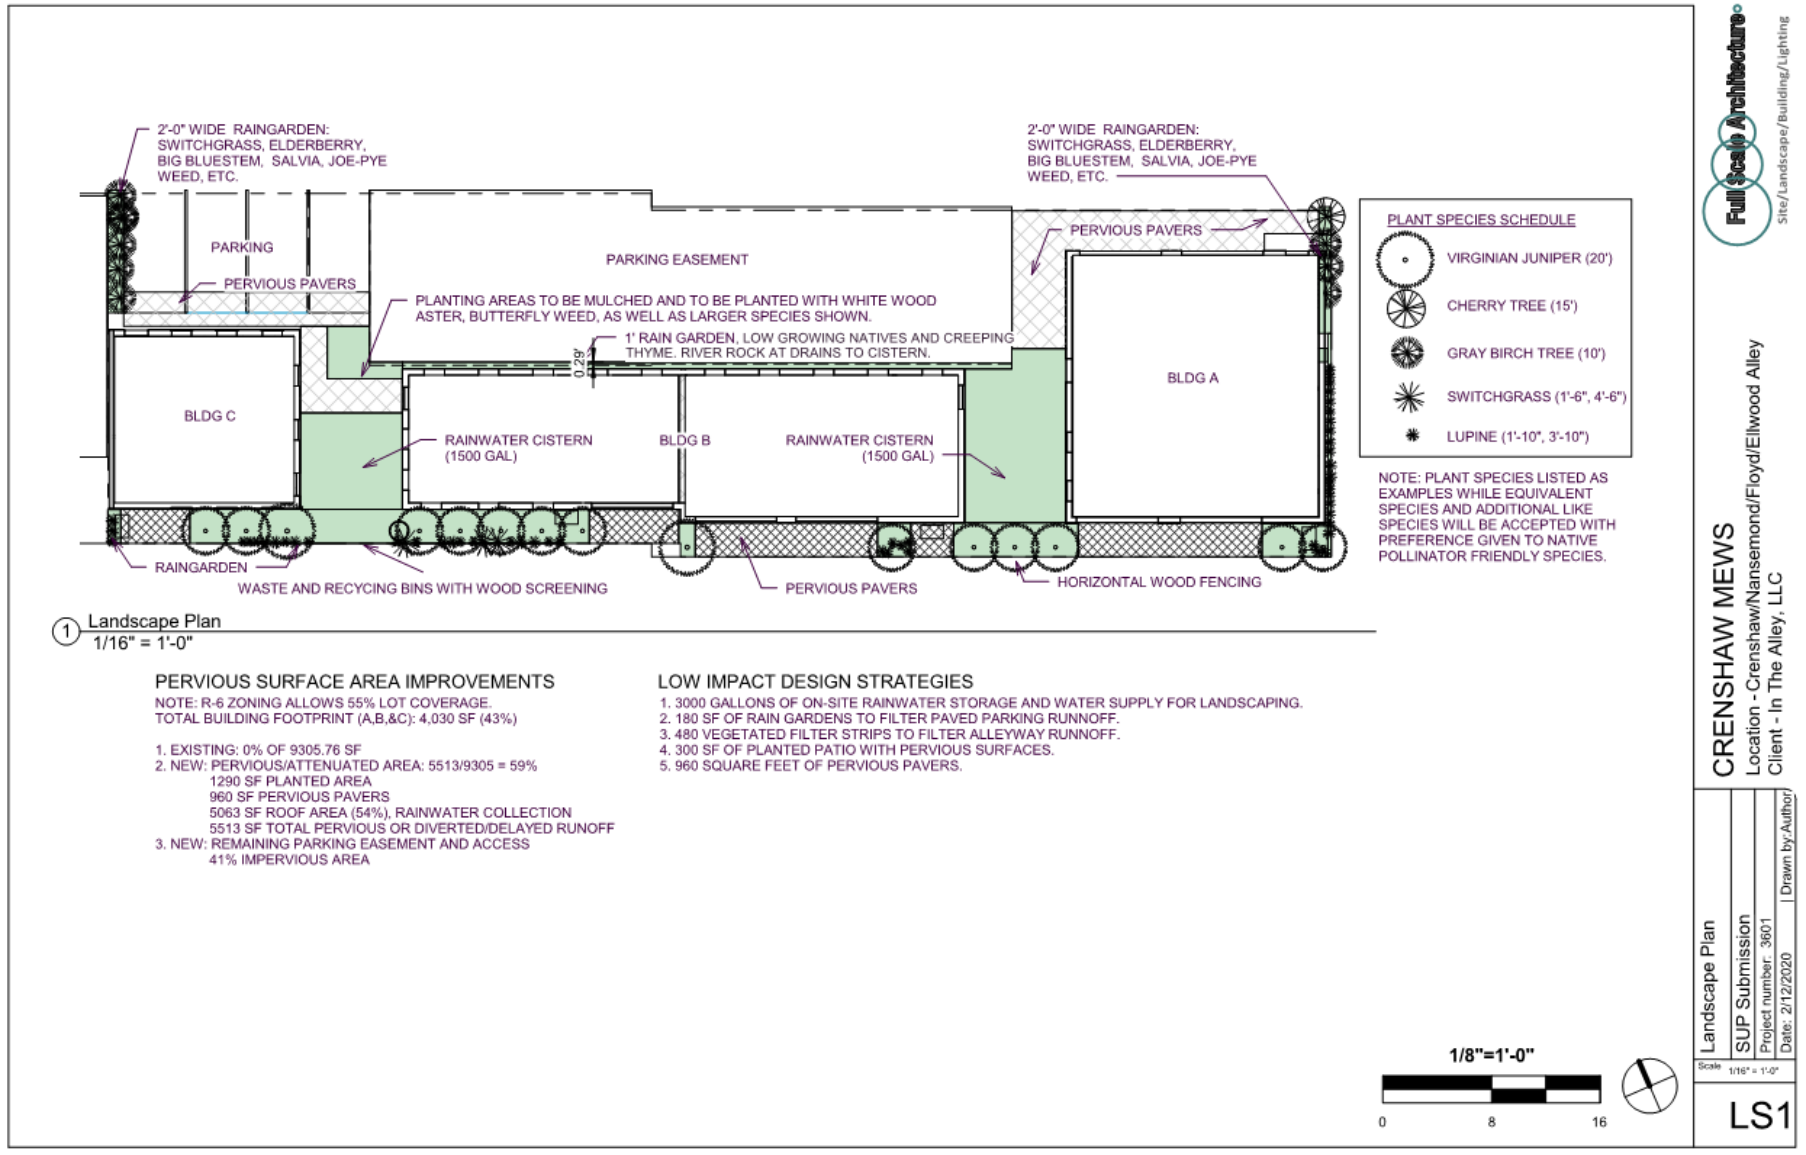 2'-0" WIDE RAINGARDEN:
SWITCHGRASS, ELDERBERRY,
BIG BLUESTEM, SALVIA, JOE-PYE
WEED, ETC.
2'-0" WIDE RAINGARDEN:
SWITCHGRASS, ELDERBERRY,
BIG BLUESTEM, SALVIA, JOE-PYE
WEED, ETC.
PARKING
PERVIOUS PAVERS
PARKING EASEMENT
PERVIOUS PAVERS
PLANTING AREAS TO BE MULCHED AND TO BE PLANTED WITH WHITE WOOD
ASTER, BUTTERFLY WEED, AS WELL AS LARGER SPECIES SHOWN.
1' RAIN GARDEN, LOW GROWING NATIVES AND CREEPING
THYME. RIVER ROCK AT DRAINS TO CISTERN.
0.29'
BLDG C
RAINWATER CISTERN
(1500 GAL)
BLDG B
RAINWATER CISTERN
(1500 GAL)
BLDG A
RAINGARDEN
WASTE AND RECYCING BINS WITH WOOD SCREENING
PERVIOUS PAVERS
HORIZONTAL WOOD FENCING
PLANT SPECIES SCHEDULE
VIRGINIAN JUNIPER (20')
CHERRY TREE (15')
GRAY BIRCH TREE (10')
SWITCHGRASS (1'-6", 4'-6")
LUPINE (1'-10", 3'-10")
NOTE: PLANT SPECIES LISTED AS
EXAMPLES WHILE EQUIVALENT
SPECIES AND ADDITIONAL LIKE
SPECIES WILL BE ACCEPTED WITH
PREFERENCE GIVEN TO NATIVE
POLLINATOR FRIENDLY SPECIES.
1
Landscape Plan
1/16" = 1'-0"
PERVIOUS SURFACE AREA IMPROVEMENTS
NOTE: R-6 ZONING ALLOWS 55% LOT COVERAGE.
TOTAL BUILDING FOOTPRINT (A,B,&C): 4,030 SF (43%)
1. EXISTING: 0% OF 9305.76 SF
2. NEW: PERVIOUS/ATTENUATED AREA: 5513/9305 = 59%
1290 SF PLANTED AREA
960 SF PERVIOUS PAVERS
5063 SF ROOF AREA (54%), RAINWATER COLLECTION
5513 SF TOTAL PERVIOUS OR DIVERTED/DELAYED RUNOFF
3. NEW: REMAINING PARKING EASEMENT AND ACCESS
41% IMPERVIOUS AREA
LOW IMPACT DESIGN STRATEGIES
1. 3000 GALLONS OF ON-SITE RAINWATER STORAGE AND WATER SUPPLY FOR LANDSCAPING.
2. 180 SF OF RAIN GARDENS TO FILTER PAVED PARKING RUNNOFF.
3. 480 VEGETATED FILTER STRIPS TO FILTER ALLEYWAY RUNNOFF.
4. 300 SF OF PLANTED PATIO WITH PERVIOUS SURFACES.
5. 960 SQUARE FEET OF PERVIOUS PAVERS.
1/8"=1'-0"
0 8 16
Full Scale Architecture
Site/Landscape/Building/Lighting
CRENSHAW MEWS
Location - Crenshaw/Nansemond/Floyd/Ellwood Alley
Client - In The Alley, LLC
Landscape Plan
SUP Submission
Project number: 3601
Date: 2/12/2020 | Drawn by:Author
Scale 1/16" = 1'-0"
LS1